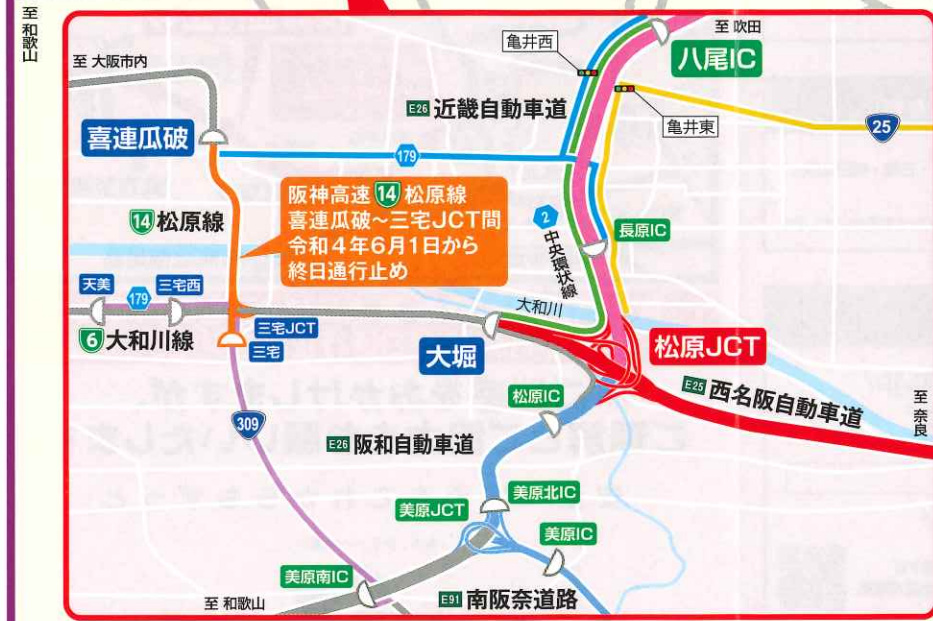 至 和歌山
至 大阪市内
喜連瓜破
14 松原線
179
阪神高速 14 松原線
喜連瓜破～三宅JCT間
令和4年6月1日から
終日通行止め
天美
179
三宅西
6 大和川線
三宅JCT
三宅
309
亀井西
至 吹田
八尾IC
E26 近畿自動車道
亀井東
25
2
中央環状線
長原IC
大和川
大堀
松原JCT
E25 西名阪自動車道
至 奈良
松原IC
E26 阪和自動車道
美原北IC
美原JCT
美原IC
美原南IC
至 和歌山
E91 南阪奈道路